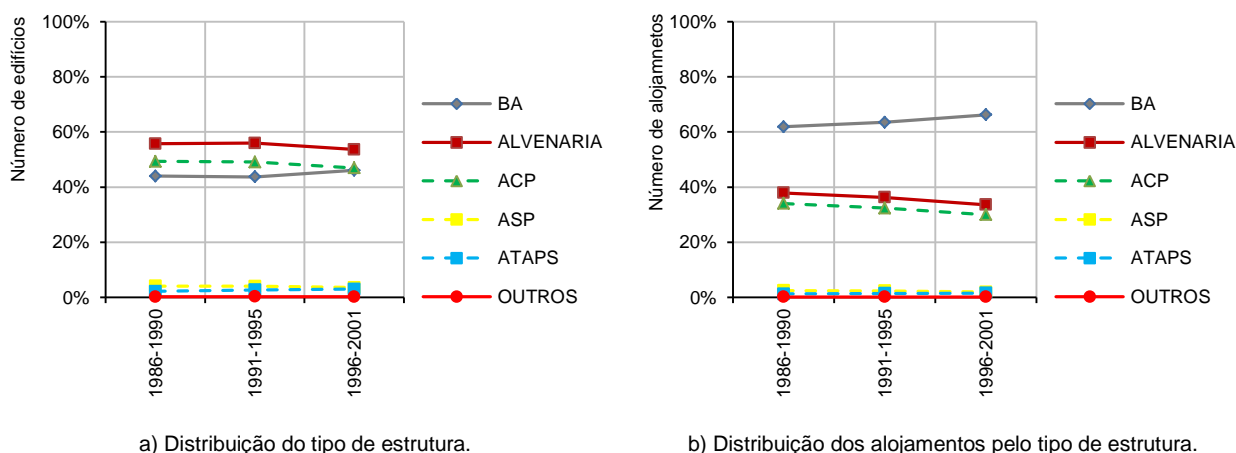 Número de edifícios
100%
80%
60%
40%
20%
0%
1986-1990
1991-1995
1996-2001
BA
ALVENARIA
ACP
ASP
ATAPS
OUTROS
a) Distribuição do tipo de estrutura.
Número de alojamnetos
100%
80%
60%
40%
20%
0%
1986-1990
1991-1995
1996-2001
BA
ALVENARIA
ACP
ASP
ATAPS
OUTROS
b) Distribuição dos alojamentos pelo tipo de estrutura.